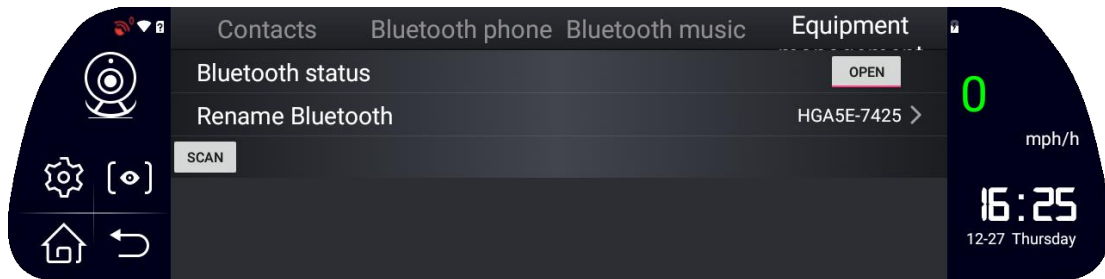 Contacts
Bluetooth phone
Bluetooth music
Equipment
Bluetooth status
OPEN
Rename Bluetooth
HGA5E-7425
SCAN
0
mph/h
16:25
12-27 Thursday